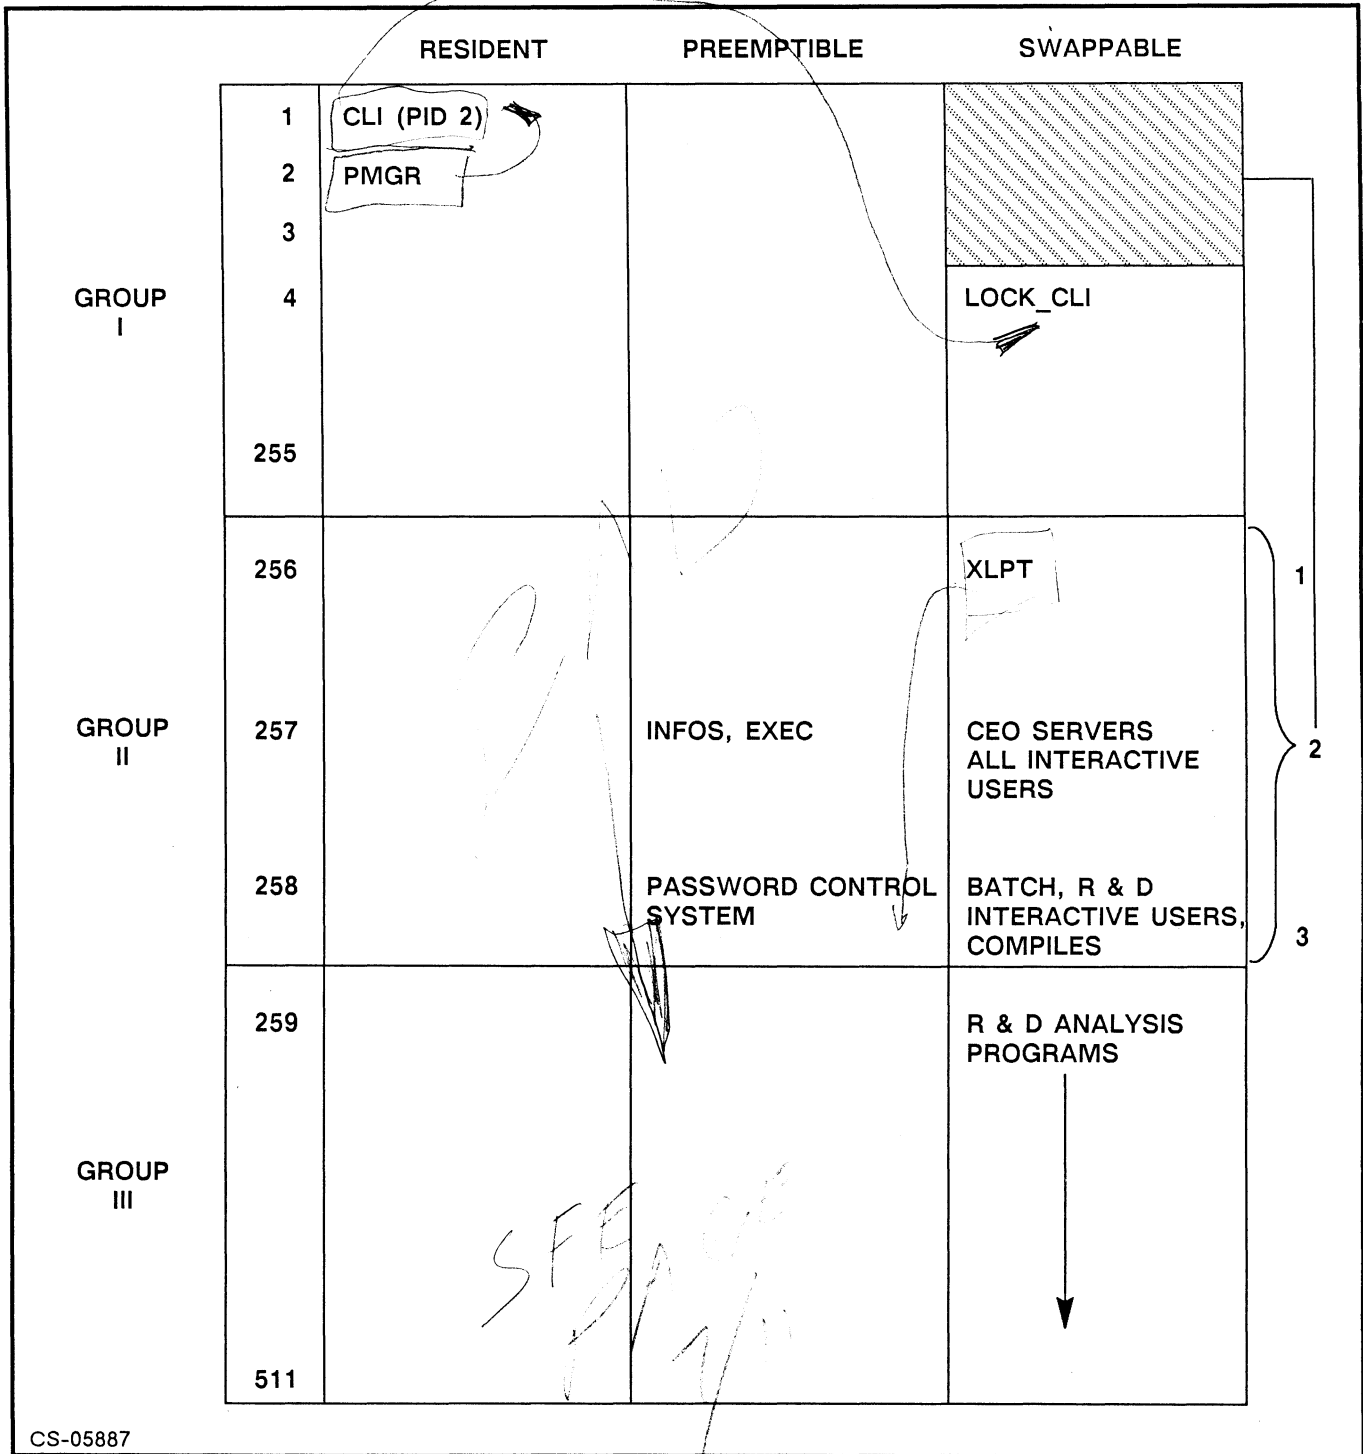 RESIDENT PREEMPTIBLE SWAPPABLE
1 CLI (PID 2)
2 PMGR
3
GROUP I
4 LOCK_CLI
255
256 XLPT 1
GROUP II
257 INFOS, EXEC CEO SERVERS
ALL INTERACTIVE
USERS
2
258 PASSWORD CONTROL BATCH, R & D
SYSTEM INTERACTIVE USERS,
COMPILES
3
259 R & D ANALYSIS
PROGRAMS
GROUP III
511
CS-05887